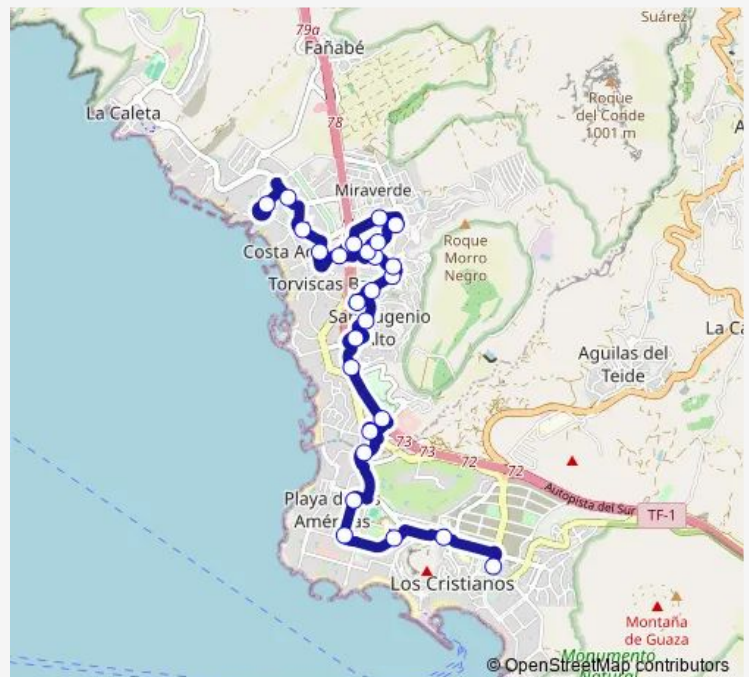 Suárez
79a
Fañabé
Roque
del Conde
1001 m
La Caleta
78
Miraverde
Costa A
Roque
Morro
Negro
Torviscas B
San Eugenio
Alto
La Ca
Aguilas del
Teide
73
73
72
72
Autopista del Sur
TF-1
Playa d
Américas
Los Cristianos
Montaña
de Guaza
Monumento
Natural
© OpenStreetMap contributors